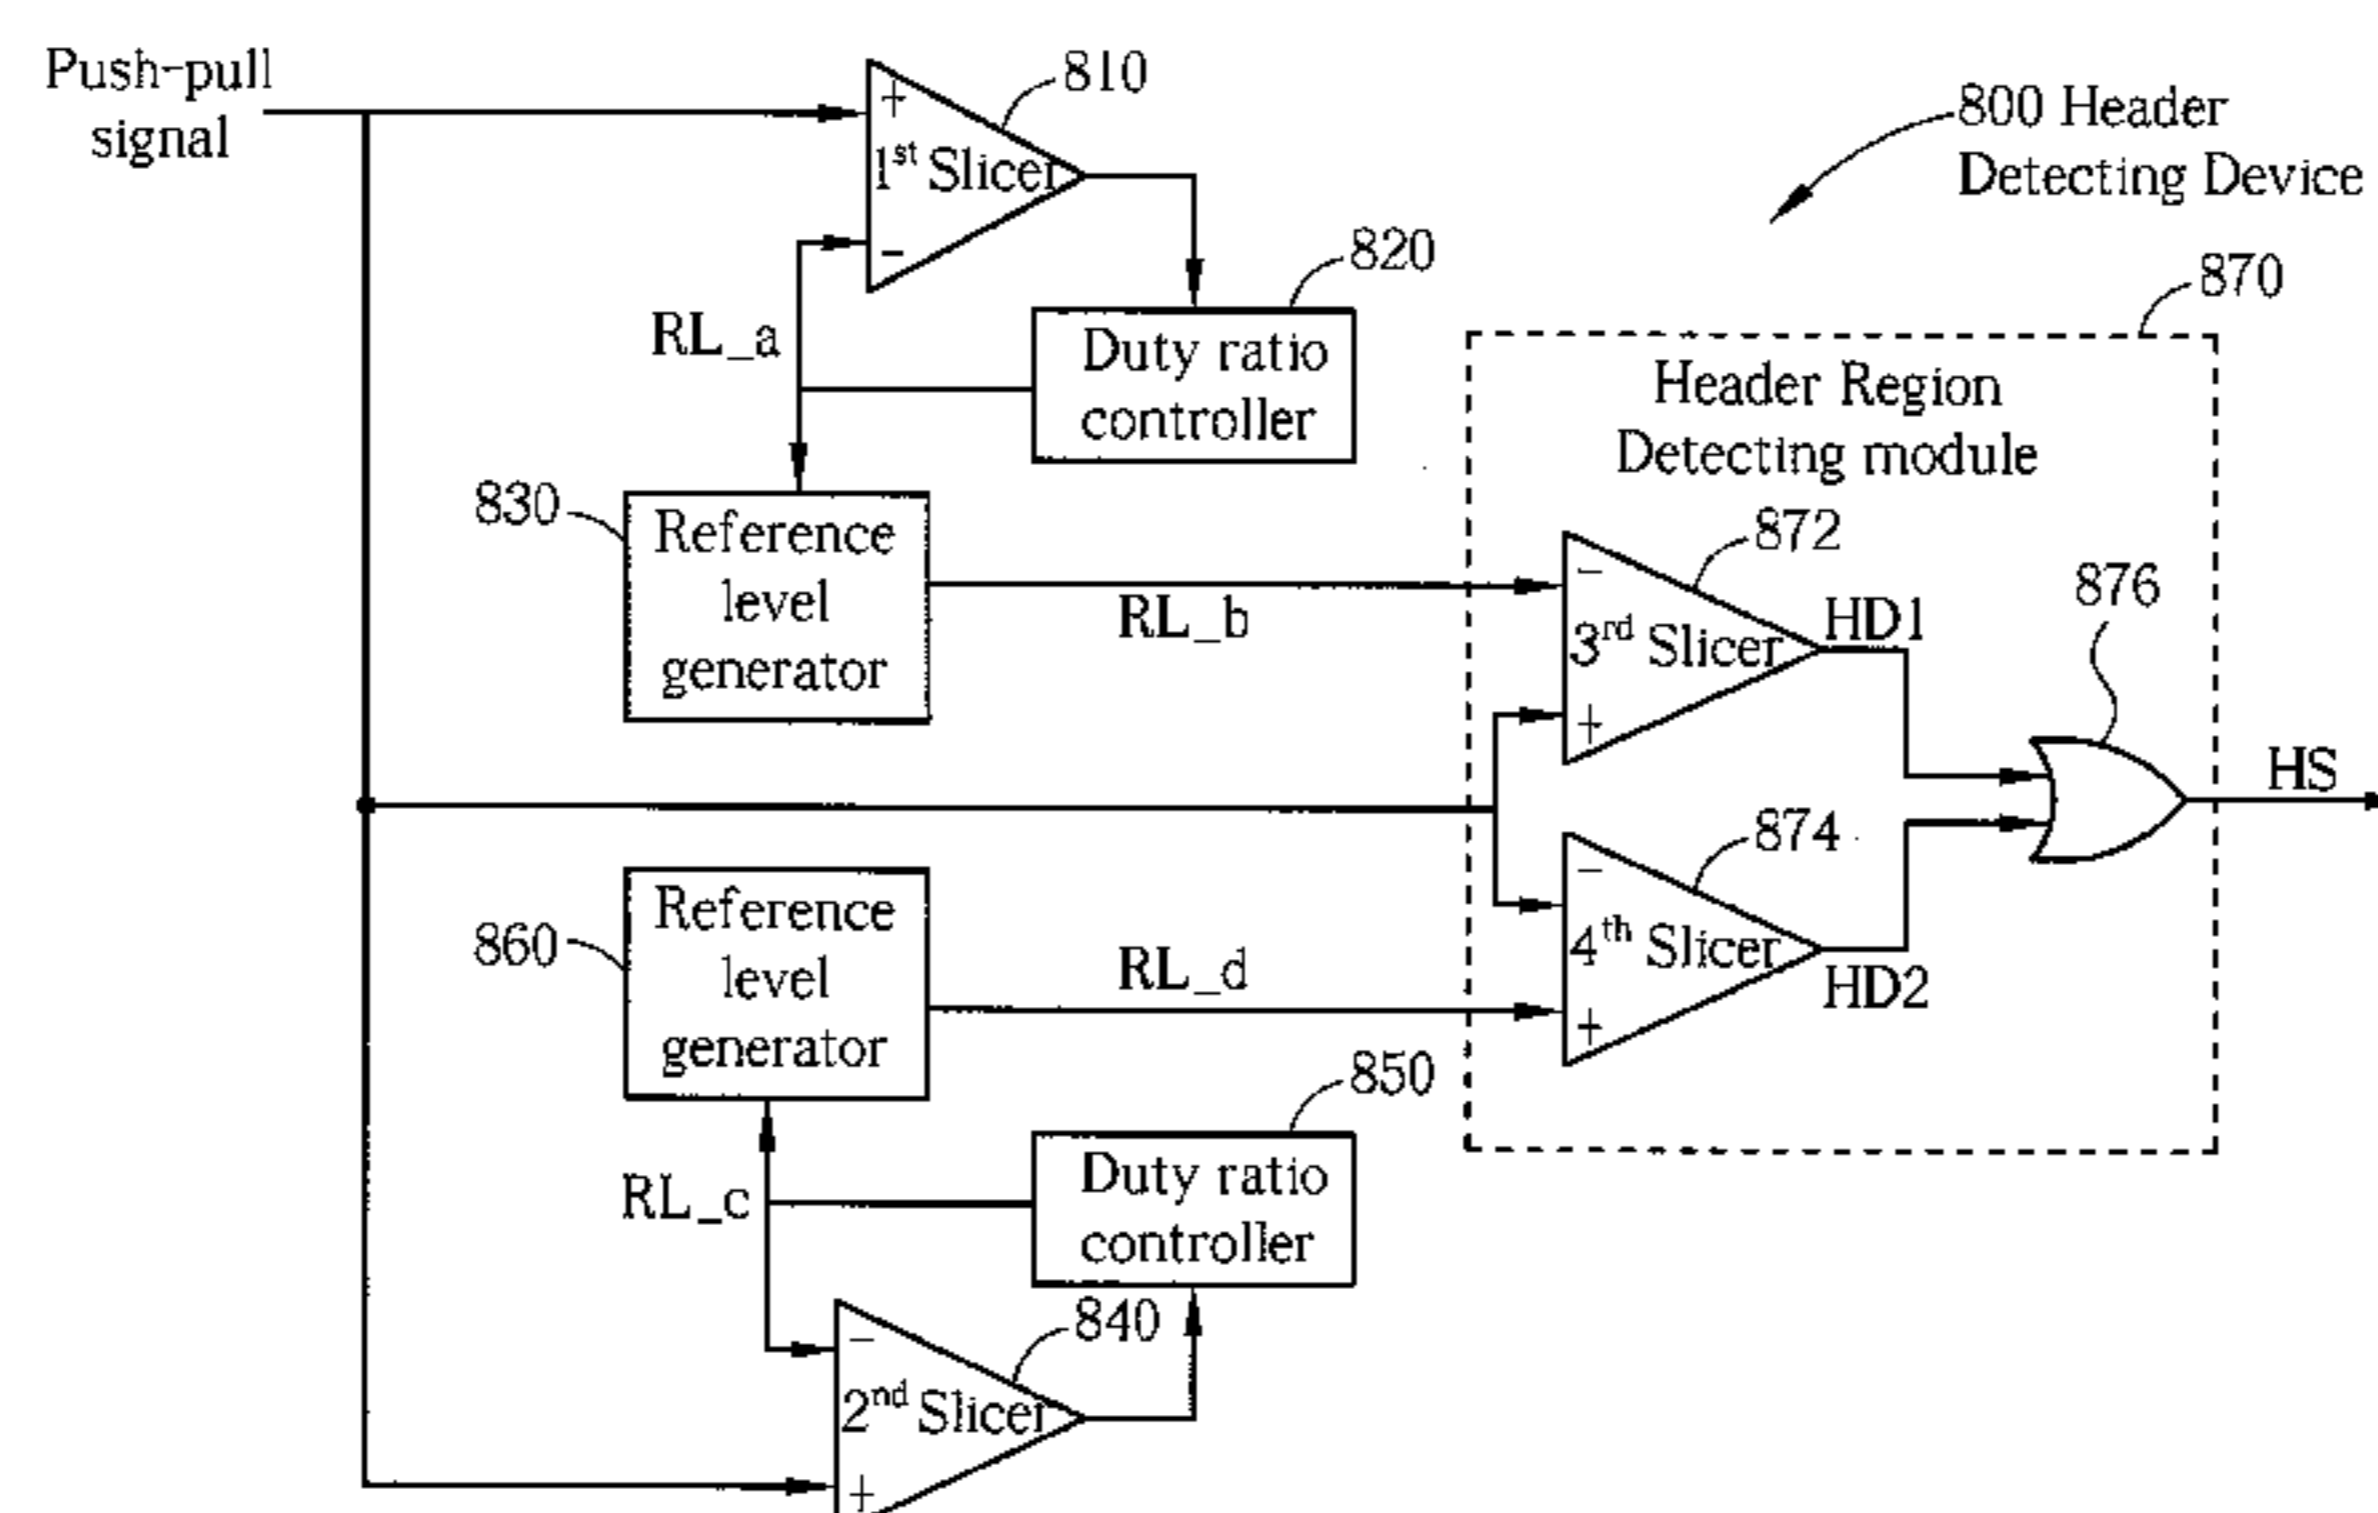 Push-pull
signal
+
1st Slicer
-
810
800 Header
Detecting Device
820
870
RL_a
Duty ratio
controller
Header Region
Detecting module
830
Reference
level
generator
RL_b
872
-
3rd Slicer
+
HD1
876
HS
860
Reference
level
generator
RL_d
874
-
4th Slicer
+
HD2
850
Duty ratio
controller
RL_c
840
-
2nd Slicer
+